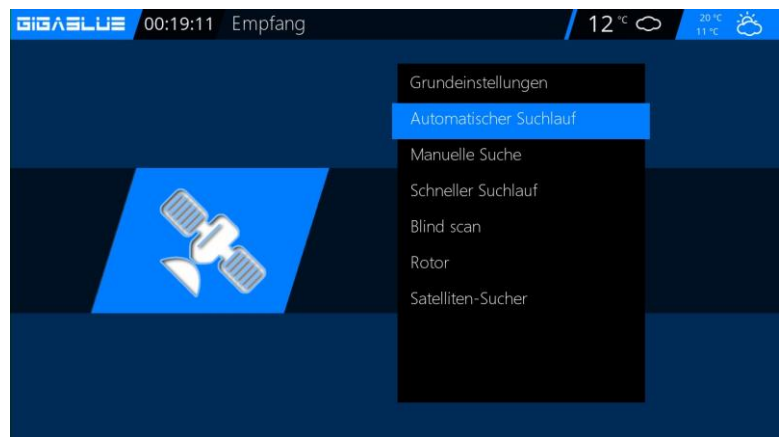 GIGABLUE 00:19:11 Empfang 12 °C 20 °C
11 °C
Grundeinstellungen
Automatischer Suchlauf
Manuelle Suche
Schneller Suchlauf
Blind scan
Rotor
Satelliten-Sucher